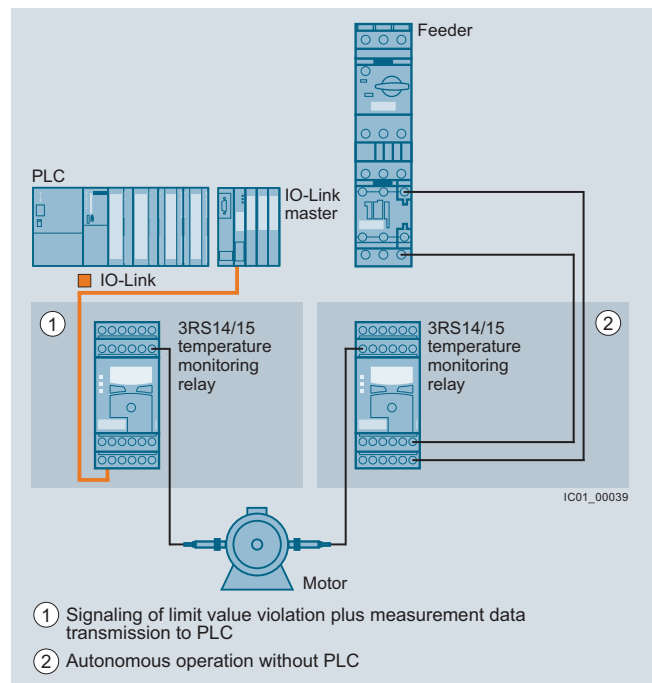 Feeder
PLC
IO-Link
master
IO-Link
1
3RS14/15
temperature
monitoring
relay
3RS14/15
temperature
monitoring
relay
2
IC01_00039
Motor
1 Signaling of limit value violation plus measurement data
transmission to PLC
2 Autonomous operation without PLC